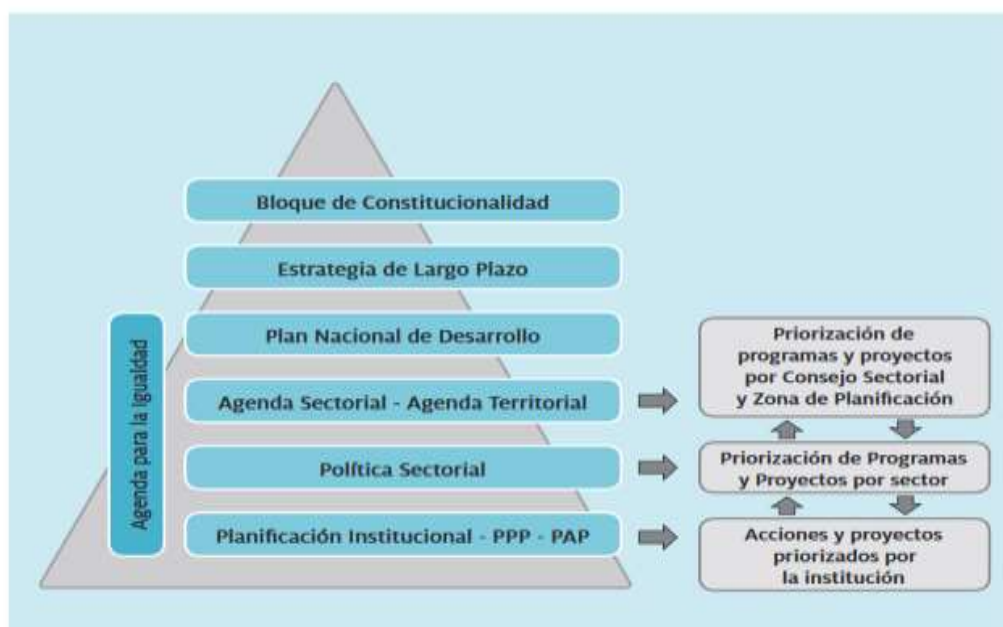 Bloque de Constitucionalidad
Estrategia de Largo Plazo
Plan Nacional de Desarrollo
Agenda Sectorial - Agenda Territorial
Política Sectorial
Planificación Institucional - PPP - PAP
Agenda para la Igualdad
Priorización de
programas y proyectos
por Consejo Sectorial
y Zona de Planificación
Priorización de Programas
y Proyectos por sector
Acciones y proyectos
priorizados por
la institución